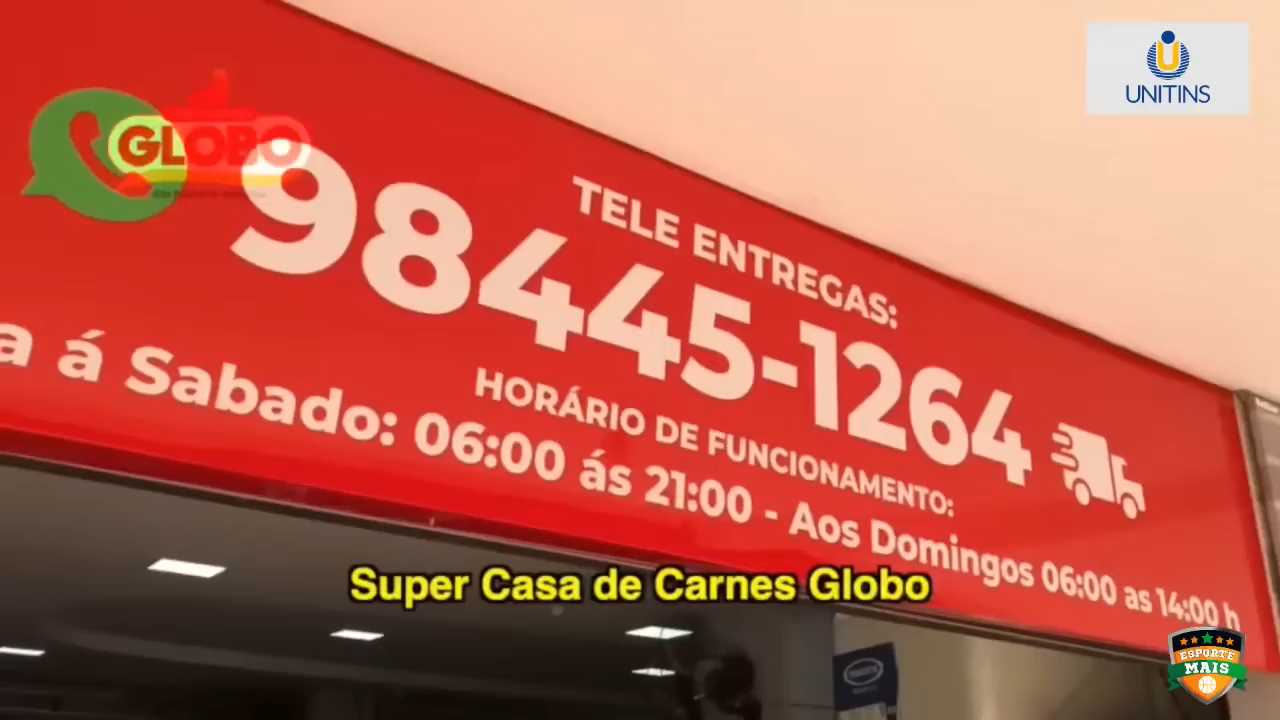 UNITINS
GLOBO
TELE ENTREGAS:
98445-1264
HORÁRIO DE FUNCIONAMENTO:
a á Sabado: 06:00 ás 21:00 - Aos Domingos 06:00 as 14:00 h
Super Casa de Carnes Globo
ESPORTE
MAIS